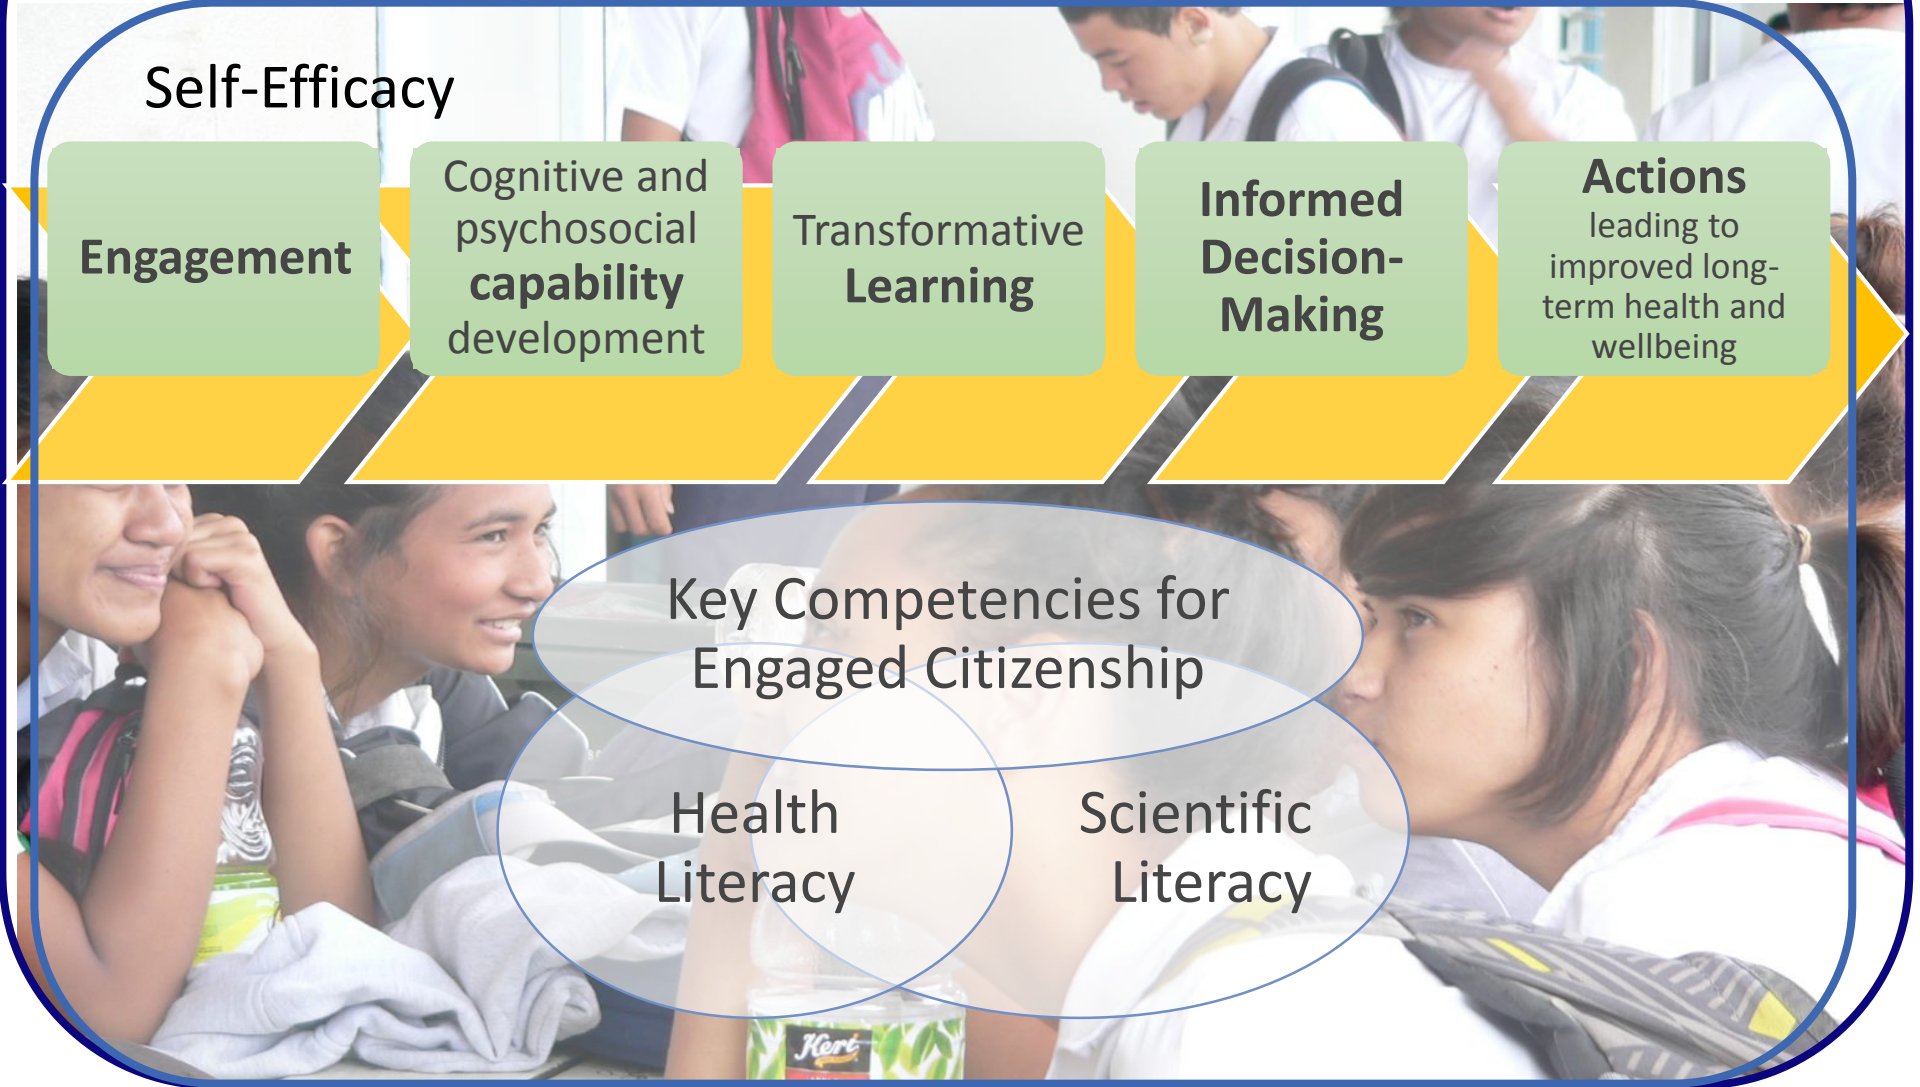 Self-Efficacy
Engagement
Cognitive and
psychosocial
capability
development
Transformative
Learning
Informed
Decision-
Making
Actions
leading to
improved long-
term health and
wellbeing
Key Competencies for
Engaged Citizenship
Health
Literacy
Scientific
Literacy
Keri